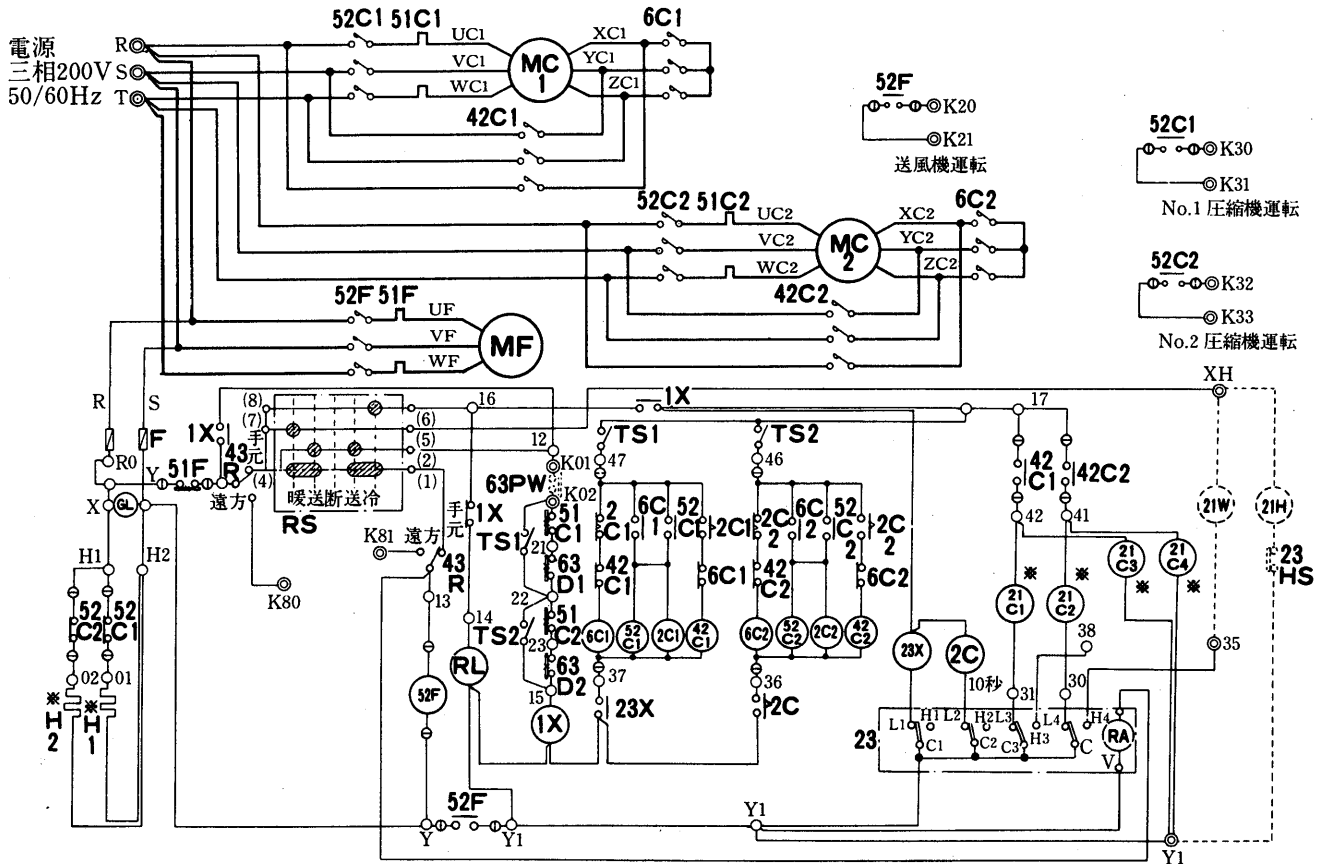 電源
三相200V
50/60Hz
R
S
T
52C1 51C1
UC1
VC1
WC1
MC
1
XC1
YC1
ZC1
6C1
42C1
52F
K20
K21
送風機運転
52C1
K30
K31
No.1 圧縮機運転
52C2 51C2
UC2
VC2
WC2
MC
2
XC2
YC2
ZC2
6C2
42C2
52C2
K32
K33
No.2 圧縮機運転
52F 51F
UF
VF
WF
MF
R
S
F
R0
Y
51F
1X
43
R
手元
遠方
(8)
(7)
(4)
(6)
(5)
(2)
(1)
暖送断送冷
RS
X
GL
H1
H2
52
C2
52
C1
02
01
※
H
2
※
H
1
K80
K81
遠方
43
R
13
52F
16
手元
1X
14
RL
12
K01
63PW
K02
TS1
51
C1
21
63
D1
22
TS2
51
C2
23
63
D2
15
1X
1X
TS1
47
2
C1
6C
1
52
C1
2C1
42
C1
6C1
6C1
52
C1
2C1
42
C1
37
23X
TS2
46
2C
2
6C
2
52
C
2
2C
2
42
C2
6C2
6C2
52
C2
2C2
42
C2
36
2C
23X
2C
10秒
17
42
C1
42C2
42
41
21
C1
※
21
C2
※
21
C3
※
21
C4
※
38
31
30
XH
21W
21H
23
HS
35
23
L1
H1
C1
L2
H2
C2
L3
H3
C3
L4
H4
C
RA
V
Y
52F
Y1
Y1
Y1